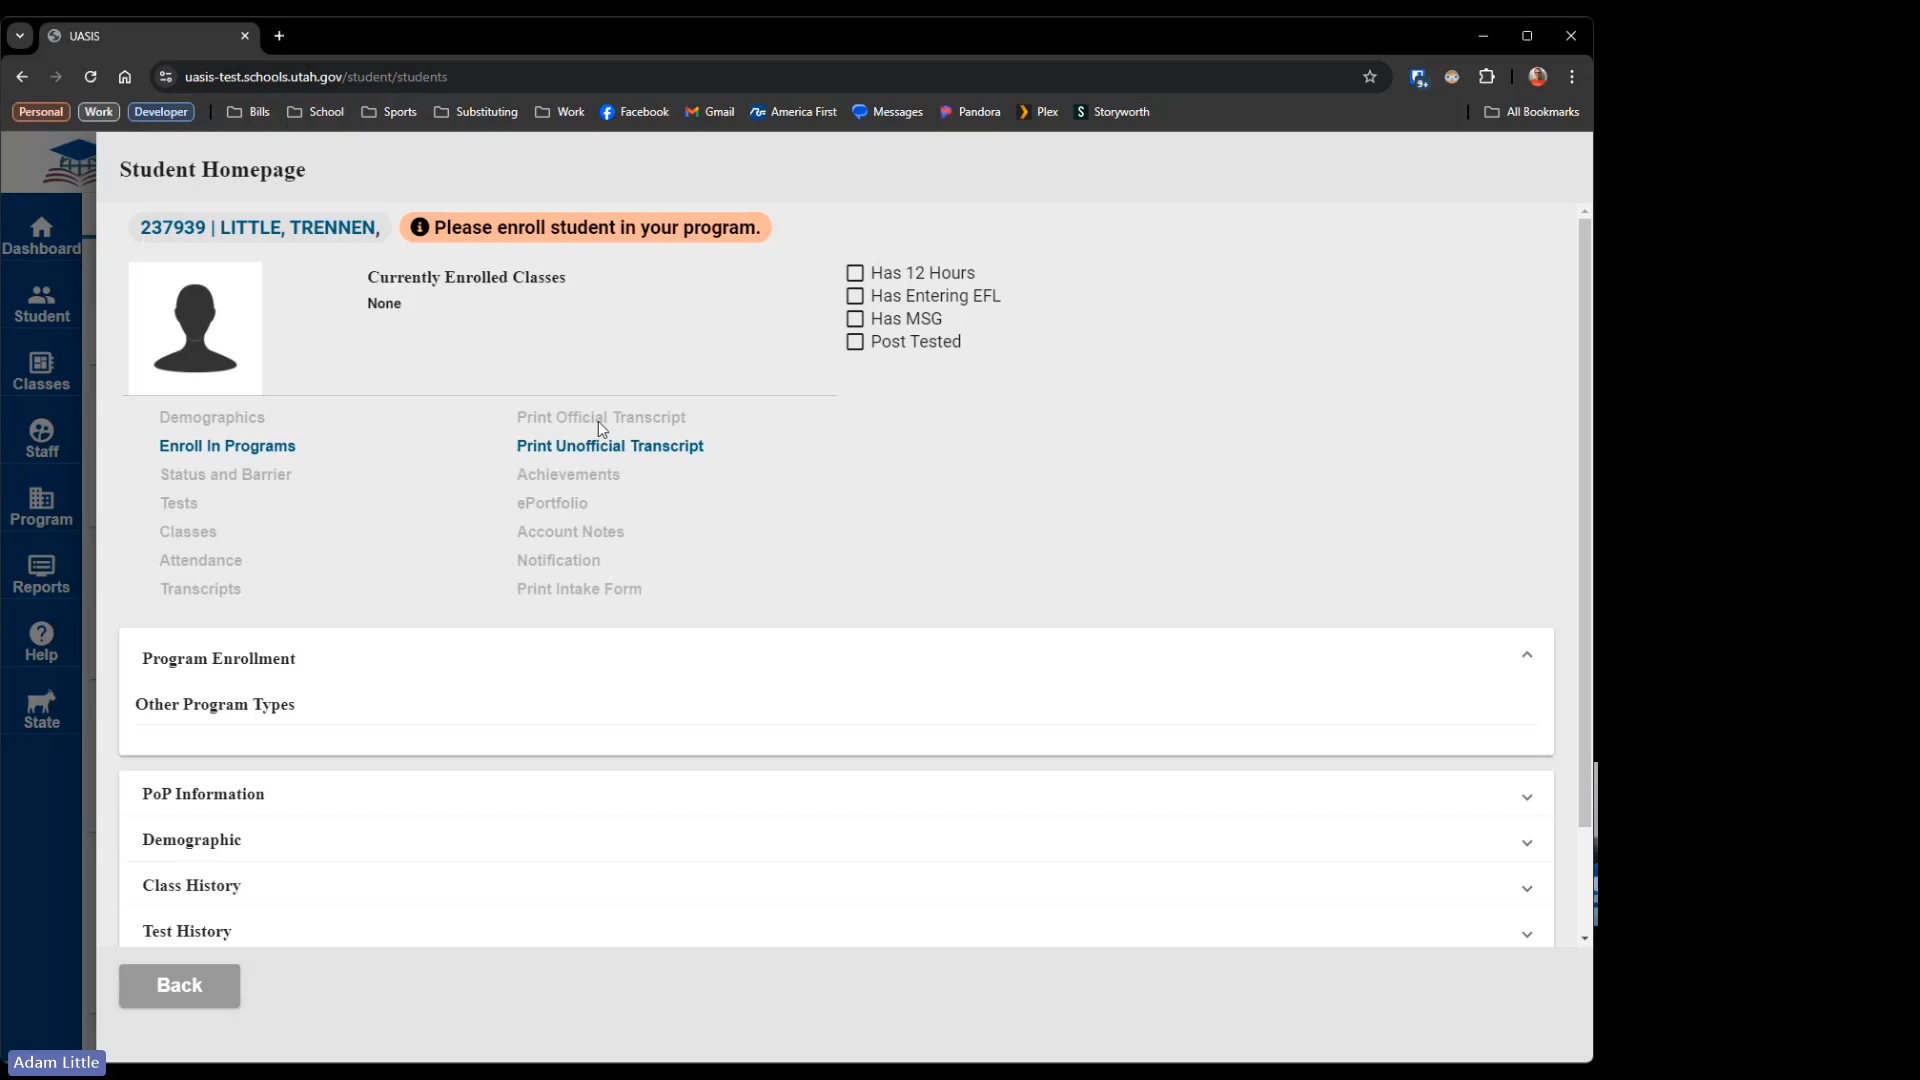 UASIS
uasis-test.schools.utah.gov/student/students
9+
Personal Work Developer Bills School Sports Substituting Work Facebook Gmail America First Messages Pandora Plex Storyworth All Bookmarks
Student Homepage
237939 | LITTLE, TRENNEN, Please enroll student in your program.
Dashboard
Student
Classes
Staff
Program
Reports
Help
State
Currently Enrolled Classes
None
Has 12 Hours
Has Entering EFL
Has MSG
Post Tested
Demographics Print Official Transcript
Enroll In Programs Print Unofficial Transcript
Status and Barrier Achievements
Tests ePortfolio
Classes Account Notes
Attendance Notification
Transcripts Print Intake Form
Program Enrollment
Other Program Types
PoP Information
Demographic
Class History
Test History
Back
Adam Little